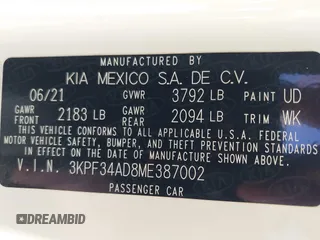 MANUFACTURED BY
KIA MEXICO S.A. DE C.V.
06/21 GVWR 3792 LB PAINT UD
GAWR FRONT 2183 LB GAWR REAR 2094 LB TRIM WK
THIS VEHICLE CONFORMS TO ALL APPLICABLE U.S.A. FEDERAL
MOTOR VEHICLE SAFETY, BUMPER, AND THEFT PREVENTION STANDARDS
IN EFFECT ON THE DATE OF MANUFACTURE SHOWN ABOVE.
V.I.N. 3KPF34AD8ME387002
PASSENGER CAR
DREAMBID